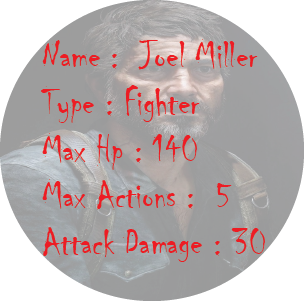 Name : Joel Miller
Type : Fighter
Max Hp : 140
Max Actions : 5
Attack Damage : 30